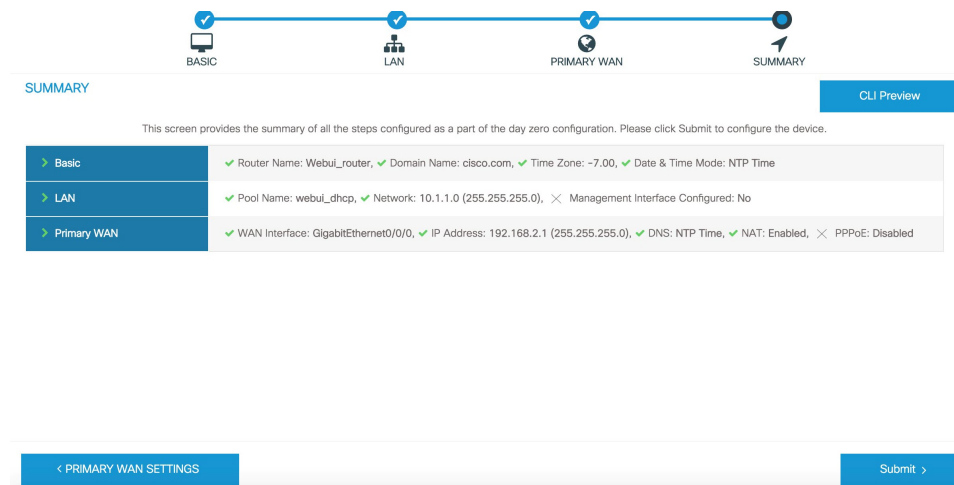 BASIC
LAN
PRIMARY WAN
SUMMARY
SUMMARY
CLI Preview
This screen provides the summary of all the steps configured as a part of the day zero configuration. Please click Submit to configure the device.
> Basic
✔ Router Name: Webui_router, ✔ Domain Name: cisco.com, ✔ Time Zone: -7.00, ✔ Date & Time Mode: NTP Time
> LAN
✔ Pool Name: webui_dhcp, ✔ Network: 10.1.1.0 (255.255.255.0), ✕ Management Interface Configured: No
> Primary WAN
✔ WAN Interface: GigabitEthernet0/0/0, ✔ IP Address: 192.168.2.1 (255.255.255.0), ✔ DNS: NTP Time, ✔ NAT: Enabled, ✕ PPPoE: Disabled
< PRIMARY WAN SETTINGS
Submit >